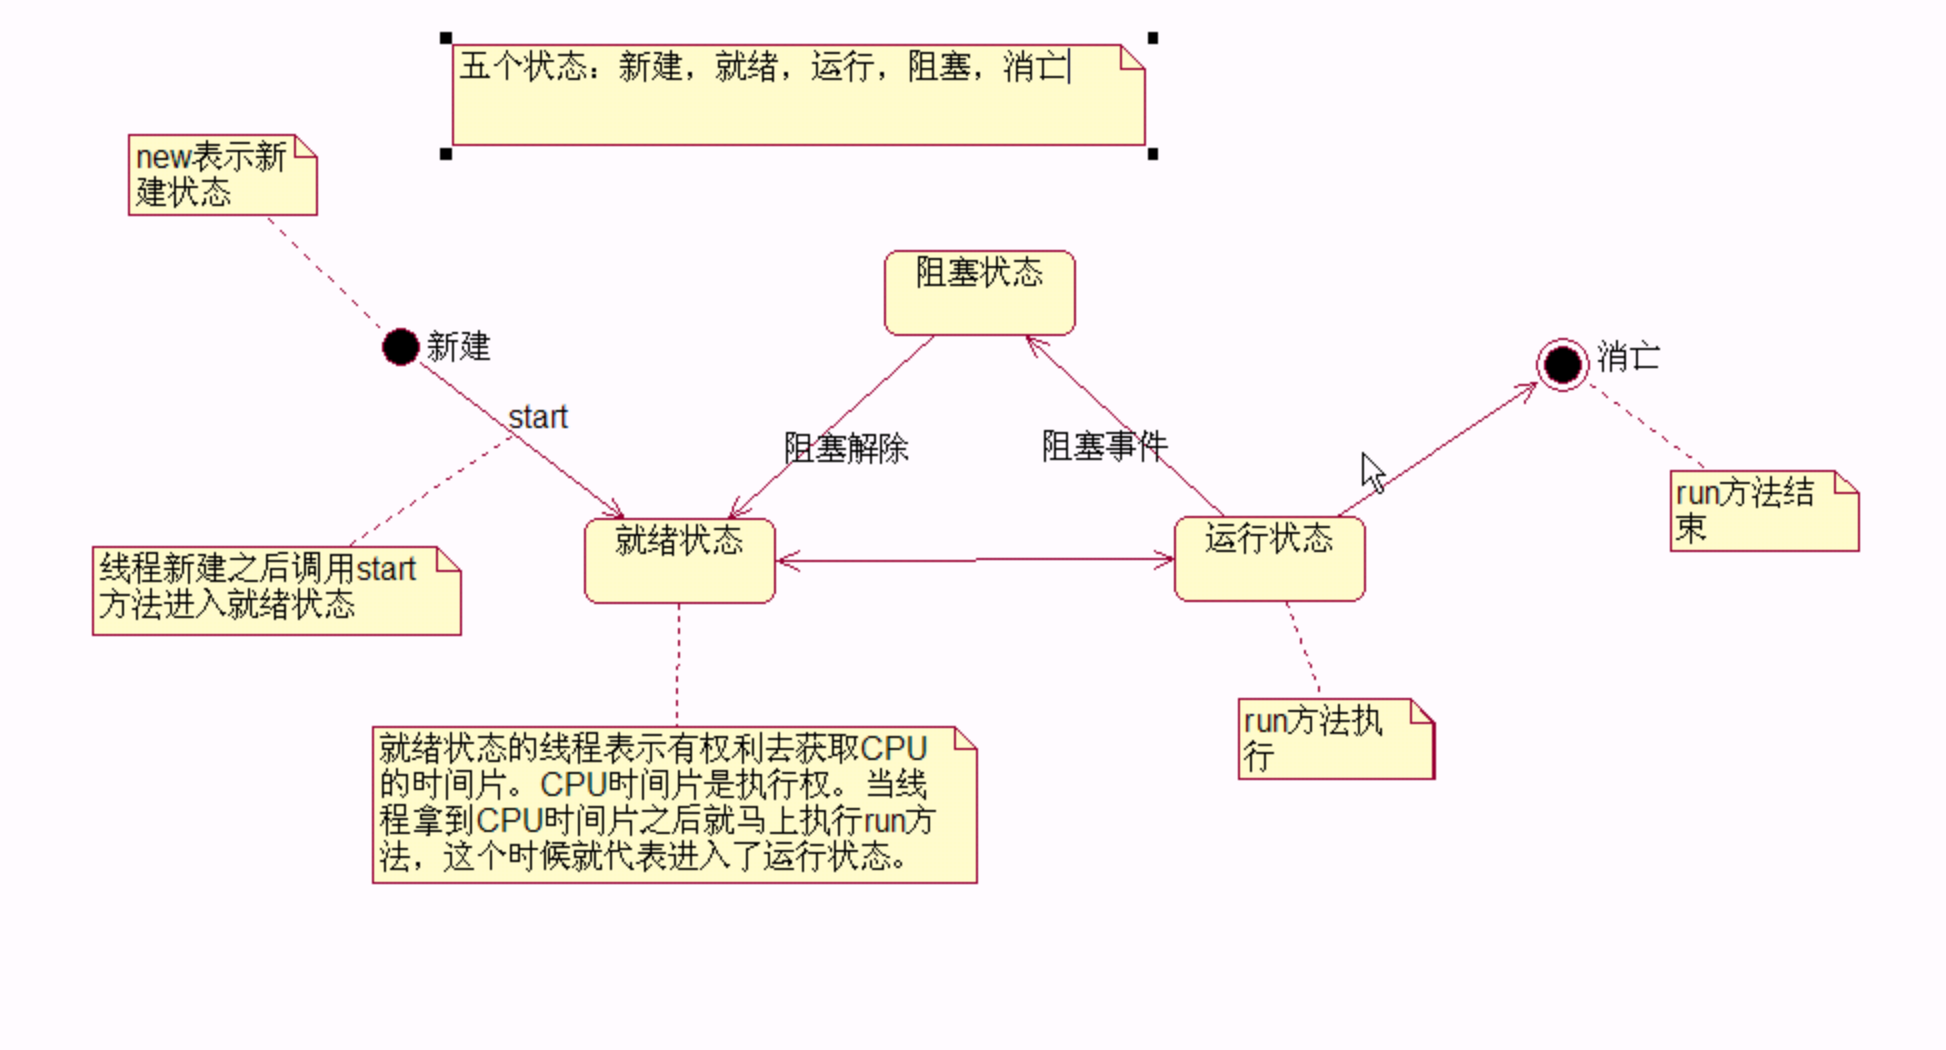 五个状态：新建，就绪，运行，阻塞，消亡
new表示新
建状态
阻塞状态
新建
消亡
start
阻塞解除
阻塞事件
run方法结
束
就绪状态
运行状态
线程新建之后调用start
方法进入就绪状态
run方法执
行
就绪状态的线程表示有权利去获取CPU
的时间片。CPU时间片是执行权。当线
程拿到CPU时间片之后就马上执行run方
法，这个时候就代表进入了运行状态。